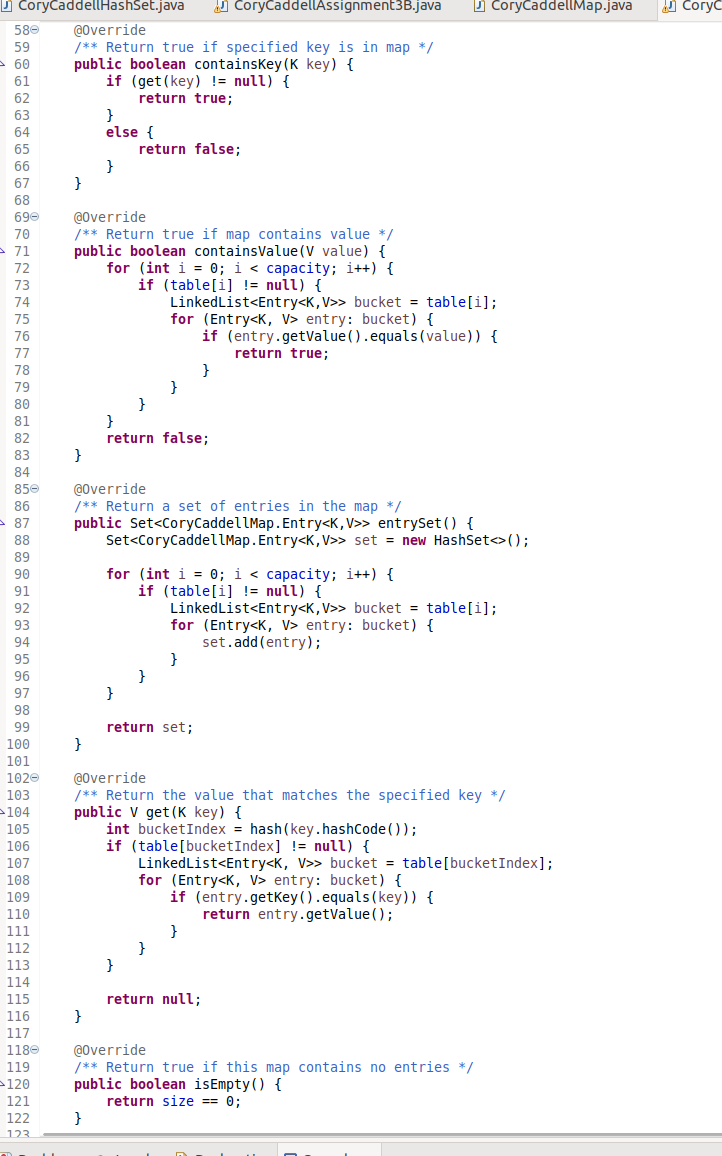 CoryCaddellHashSet.java CoryCaddellAssignment3B.java CoryCaddellMap.java CoryC
58 @Override
59 /** Return true if specified key is in map */
60 public boolean containsKey(K key) {
61 if (get(key) != null) {
62 return true;
63 }
64 else {
65 return false;
66 }
67 }
68
69 @Override
70 /** Return true if map contains value */
71 public boolean containsValue(V value) {
72 for (int i = 0; i < capacity; i++) {
73 if (table[i] != null) {
74 LinkedList<Entry<K,V>> bucket = table[i];
75 for (Entry<K, V> entry: bucket) {
76 if (entry.getValue().equals(value)) {
77 return true;
78 }
79 }
80 }
81 }
82 return false;
83 }
84
85 @Override
86 /** Return a set of entries in the map */
87 public Set<CoryCaddellMap.Entry<K,V>> entrySet() {
88 Set<CoryCaddellMap.Entry<K,V>> set = new HashSet<>();
89
90 for (int i = 0; i < capacity; i++) {
91 if (table[i] != null) {
92 LinkedList<Entry<K,V>> bucket = table[i];
93 for (Entry<K, V> entry: bucket) {
94 set.add(entry);
95 }
96 }
97 }
98
99 return set;
100 }
101
102 @Override
103 /** Return the value that matches the specified key */
104 public V get(K key) {
105 int bucketIndex = hash(key.hashCode());
106 if (table[bucketIndex] != null) {
107 LinkedList<Entry<K, V>> bucket = table[bucketIndex];
108 for (Entry<K, V> entry: bucket) {
109 if (entry.getKey().equals(key)) {
110 return entry.getValue();
111 }
112 }
113 }
114
115 return null;
116 }
117
118 @Override
119 /** Return true if this map contains no entries */
120 public boolean isEmpty() {
121 return size == 0;
122 }
123